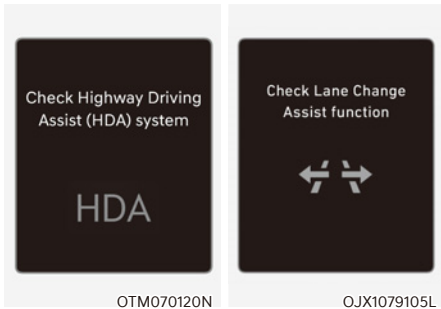 Check Highway Driving
Assist (HDA) system
HDA
OTM070120N
Check Lane Change
Assist function
OJX1079105L